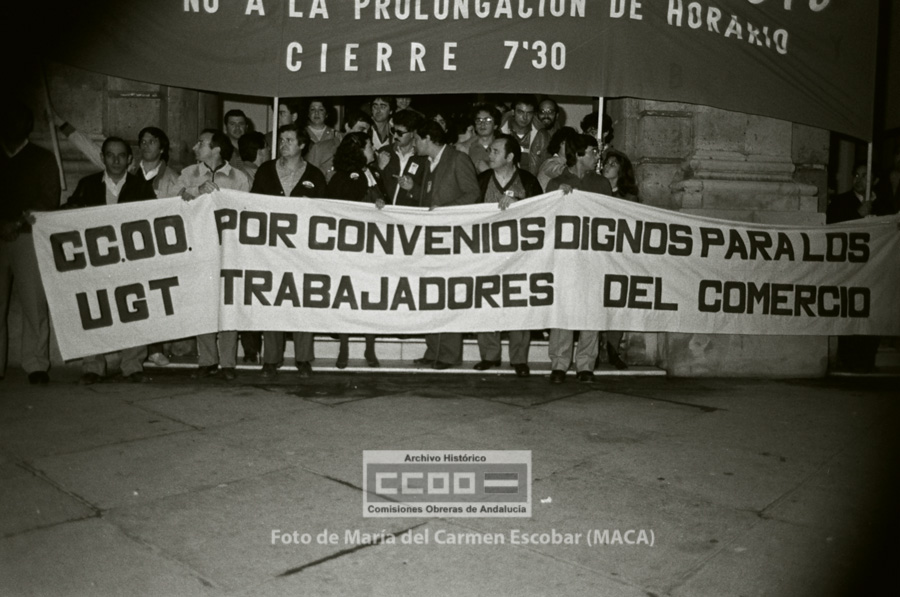 NO A LA PROLONGACIÓN DE HORARIO
CIERRE 7'30
CC.OO. POR CONVENIOS DIGNOS PARA LOS
UGT TRABAJADORES DEL COMERCIO
Archivo Histórico
CCOO
Comisiones Obreras de Andalucía
Foto de María del Carmen Escobar (MACA)